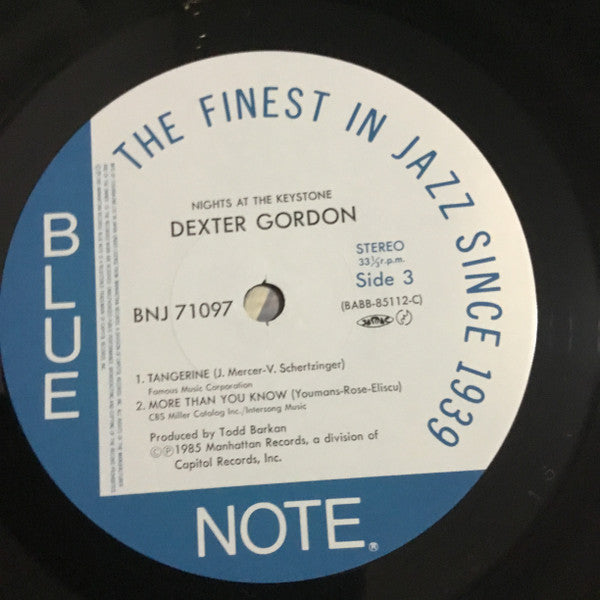 THE FINEST IN JAZZ SINCE 1939
NIGHTS AT THE KEYSTONE
DEXTER GORDON
STEREO
33⅓ r.p.m.
Side 3
BNJ 71097
(BABB-85112-C)
JASRAC
1. TANGERINE (J. Mercer-V. Schertzinger)
Famous Music Corporation
2. MORE THAN YOU KNOW (Youmans-Rose-Eliscu)
CBS Miller Catalog Inc./Intersong Music
Produced by Todd Barkan
©℗1985 Manhattan Records, a division of
Capitol Records, Inc.
BLUE
NOTE®